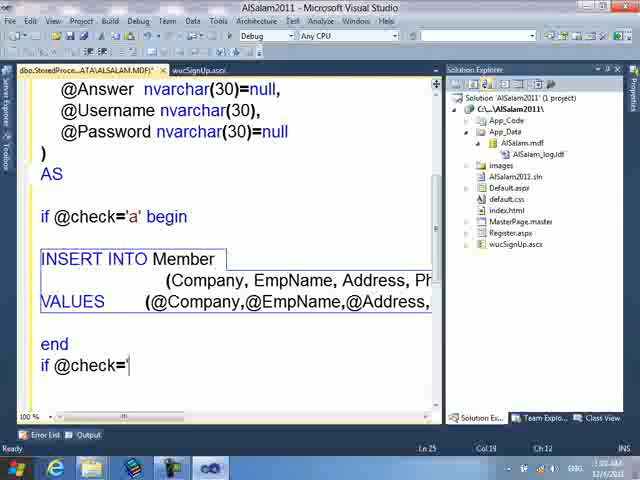 AlSalam2011 - Microsoft Visual Studio
File Edit View Project Build Debug Team Data Tools Architecture Test Analyze Window Help
Debug Any CPU
dbo.StoredProce...ATA\ALSALAM.MDF)* wucSignUp.ascx
@Answer nvarchar(30)=null,
@Username nvarchar(30),
@Password nvarchar(30)=null
)
AS
if @check='a' begin
INSERT INTO Member
(Company, EmpName, Address, Ph
VALUES (@Company,@EmpName,@Address,
end
if @check='
100 %
Server Explorer
Toolbox
Solution Explorer
Solution 'AlSalam2011' (1 project)
C:\...\AlSalam2011\
App_Code
App_Data
AlSalam.mdf
AlSalam_log.ldf
images
AlSalam2011.sln
Default.aspx
default.css
index.html
MasterPage.master
Register.aspx
wucSignUp.ascx
Properties
Solution Ex... Team Explo... Class View
Error List Output
Ready Ln 25 Col 19 Ch 12 INS